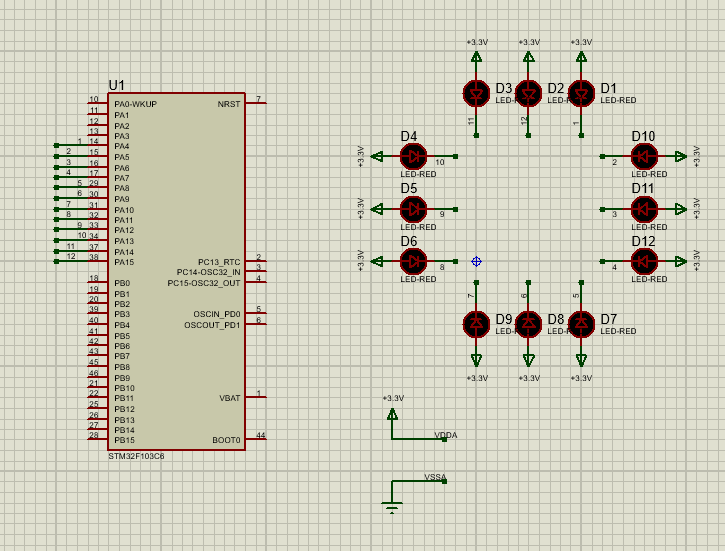 U1
10 PA0-WKUP NRST 7
11 PA1
12 PA2
13 PA3
1 14 PA4
2 15 PA5
3 16 PA6
4 17 PA7
5 29 PA8
6 30 PA9
7 31 PA10
8 32 PA11
9 33 PA12
10 34 PA13
11 37 PA14
12 38 PA15
PC13_RTC 2
PC14-OSC32_IN 3
PC15-OSC32_OUT 4
18 PB0
19 PB1
20 PB2
39 PB3 OSCIN_PD0 5
40 PB4 OSCOUT_PD1 6
41 PB5
42 PB6
43 PB7
45 PB8
46 PB9
21 PB10
22 PB11 VBAT 1
25 PB12
26 PB13
27 PB14
28 PB15 BOOT0 44
STM32F103C6
+3.3V +3.3V +3.3V
D3 D2 D1
LED-R LED-R LED-RED
11 12 1
+3.3V D4 10
LED-RED
2 D10 +3.3V
LED-RED
+3.3V D5 9
LED-RED
3 D11 +3.3V
LED-RED
+3.3V D6 8
LED-RED
4 D12 +3.3V
LED-RED
7 6 5
D9 D8 D7
LED-R LED-R LED-RED
+3.3V +3.3V +3.3V
+3.3V
VDDA
VSSA